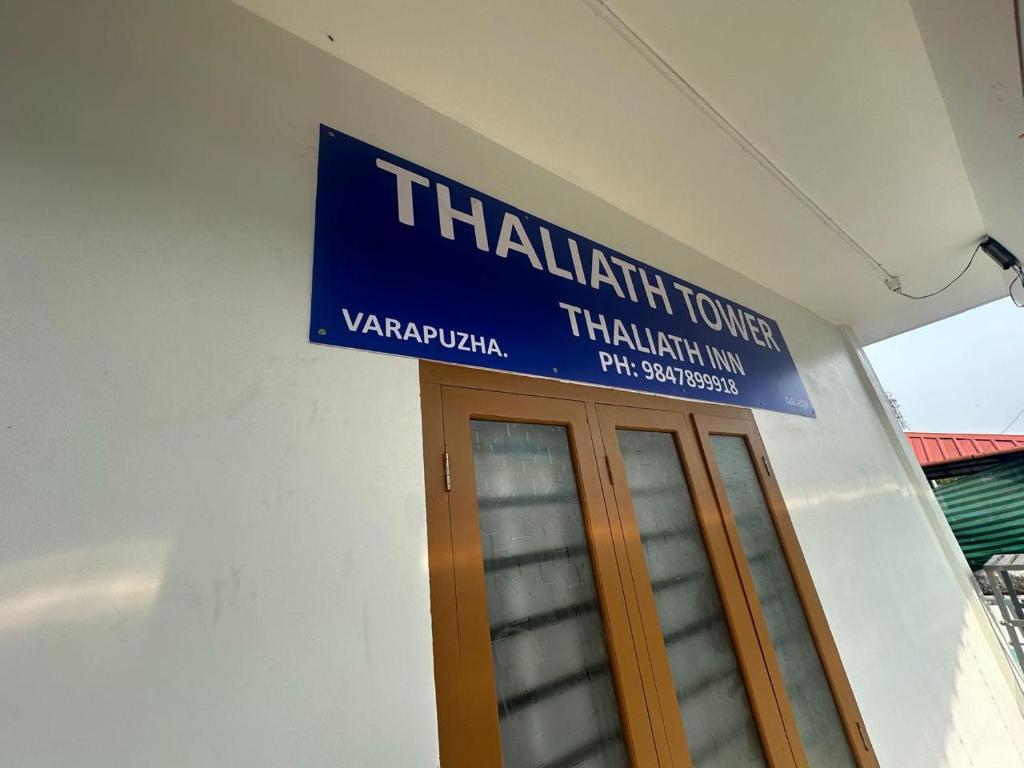 THALIATH TOWER
THALIATH INN
VARAPUZHA.
PH: 9847899918